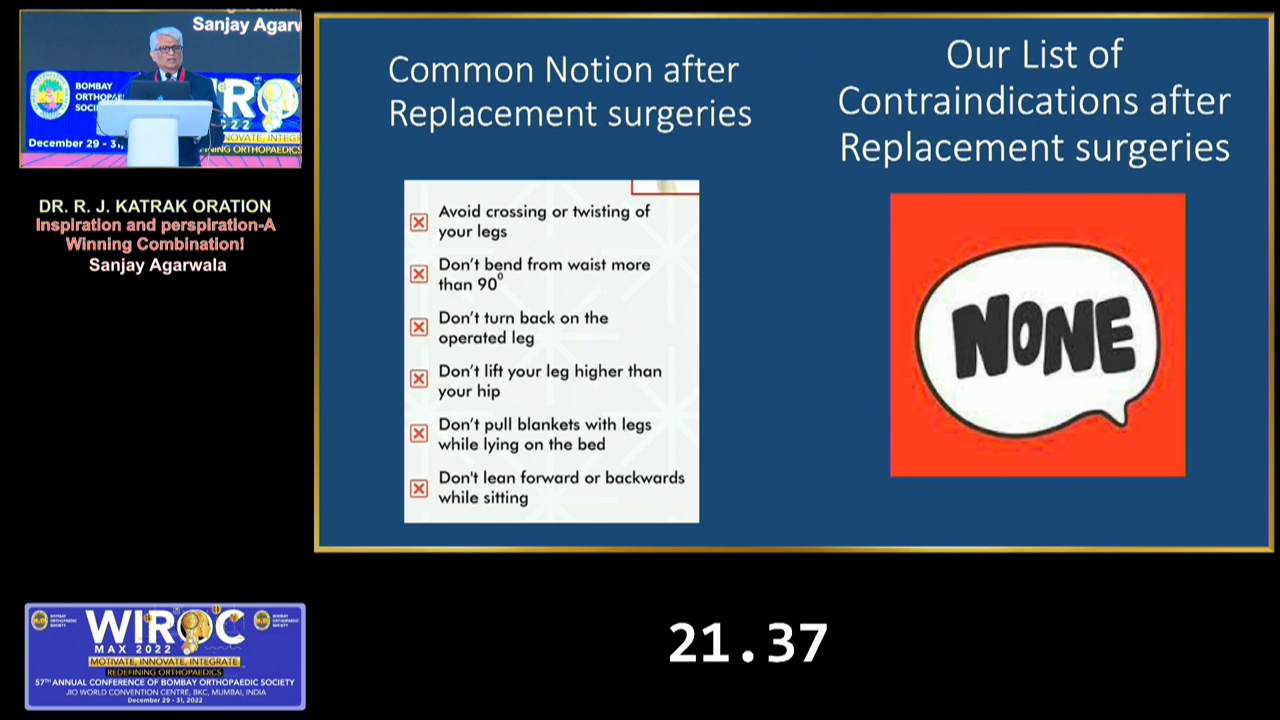 Sanjay Agarw
BOMBAY
ORTHOPAE
SOCI
December 29 - 31,
DR. R. J. KATRAK ORATION
Inspiration and perspiration-A
Winning Combination!
Sanjay Agarwala
Common Notion after
Replacement surgeries
Avoid crossing or twisting of
your legs
Don't bend from waist more
than 90⁰
Don't turn back on the
operated leg
Don't lift your leg higher than
your hip
Don't pull blankets with legs
while lying on the bed
Don't lean forward or backwards
while sitting
Our List of
Contraindications after
Replacement surgeries
NONE
WIROC
MAX 2022
MOTIVATE, INNOVATE, INTEGRATE
REDEFINING ORTHOPAEDICS
57TH ANNUAL CONFERENCE OF BOMBAY ORTHOPAEDIC SOCIETY
JIO WORLD CONVENTION CENTRE, BKC, MUMBAI, INDIA
December 29 - 31, 2022
21.37